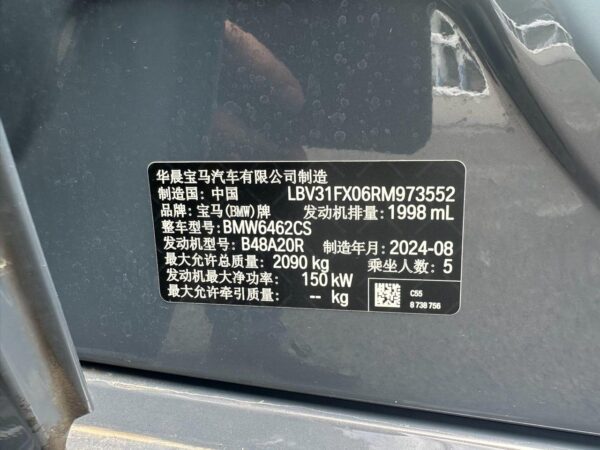 华晨宝马汽车有限公司制造
制造国: 中国 LBV31FX06RM973552
品牌: 宝马(BMW)牌 发动机排量: 1998 mL
整车型号: BMW6462CS
发动机型号: B48A20R 制造年月: 2024-08
最大允许总质量: 2090 kg 乘坐人数: 5
发动机最大净功率: 150 kW
最大允许牵引质量: -- kg
C55
8 738 756